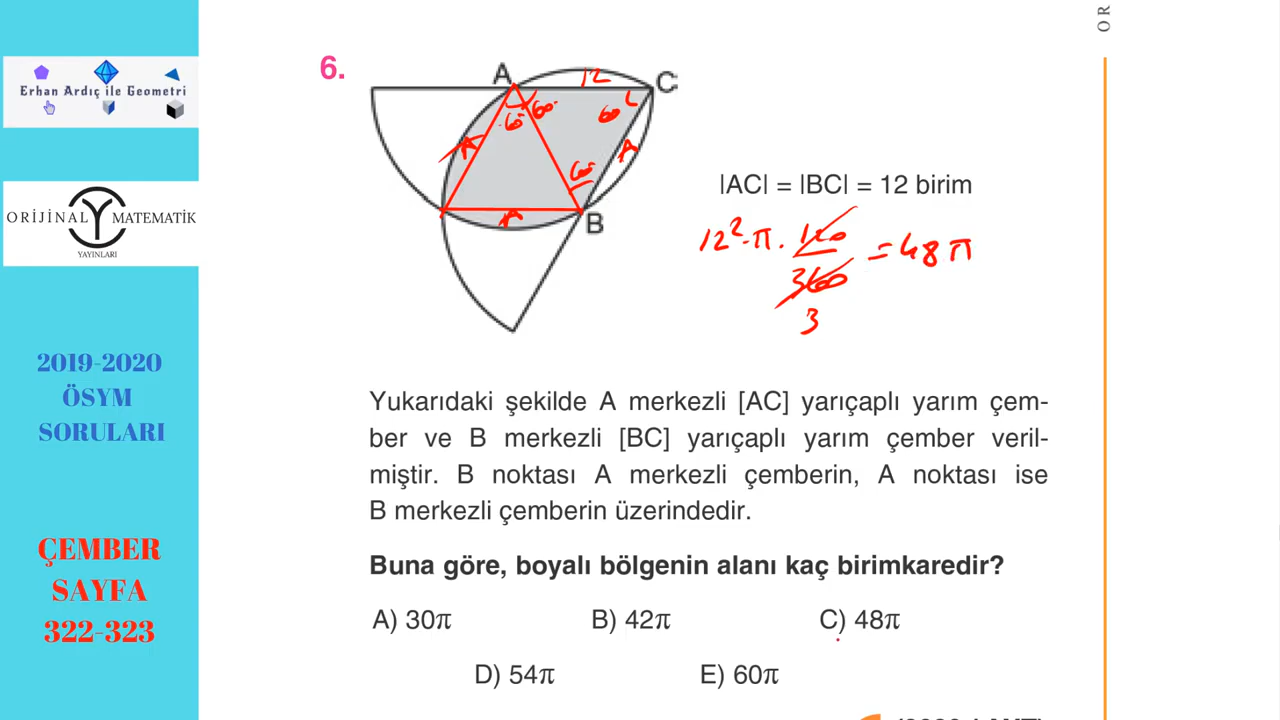 Erhan Ardıç ile Geometri
ORİJİNAL MATEMATİK
YAYINLARI
2019-2020
ÖSYM
SORULARI
ÇEMBER
SAYFA
322-323
6.
A
12
C
60°
60°
60
60°
B
|AC| = |BC| = 12 birim
12².π.
360
= 48π
3
Yukarıdaki şekilde A merkezli [AC] yarıçaplı yarım çem-
ber ve B merkezli [BC] yarıçaplı yarım çember veril-
miştir. B noktası A merkezli çemberin, A noktası ise
B merkezli çemberin üzerindedir.
Buna göre, boyalı bölgenin alanı kaç birimkaredir?
A) 30π B) 42π C) 48π
D) 54π E) 60π
OR